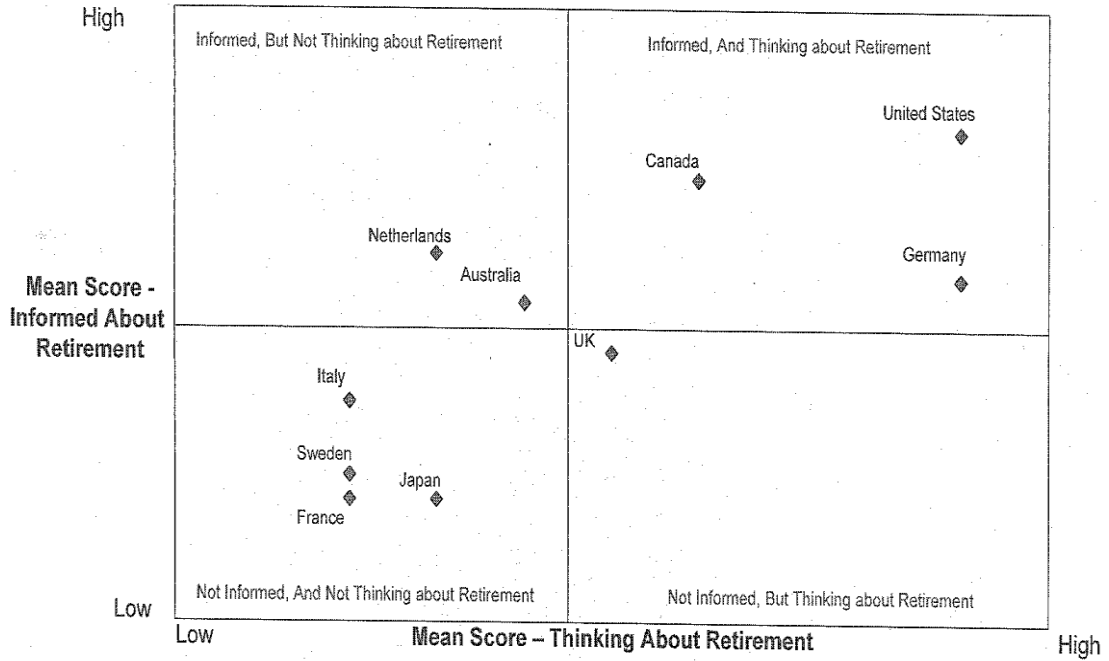 High
Informed, But Not Thinking about Retirement
Informed, And Thinking about Retirement
United States
Canada
Netherlands
Germany
Australia
Mean Score -
Informed About
Retirement
UK
Italy
Sweden
Japan
France
Not Informed, And Not Thinking about Retirement
Not Informed, But Thinking about Retirement
Low
Low
Mean Score – Thinking About Retirement
High